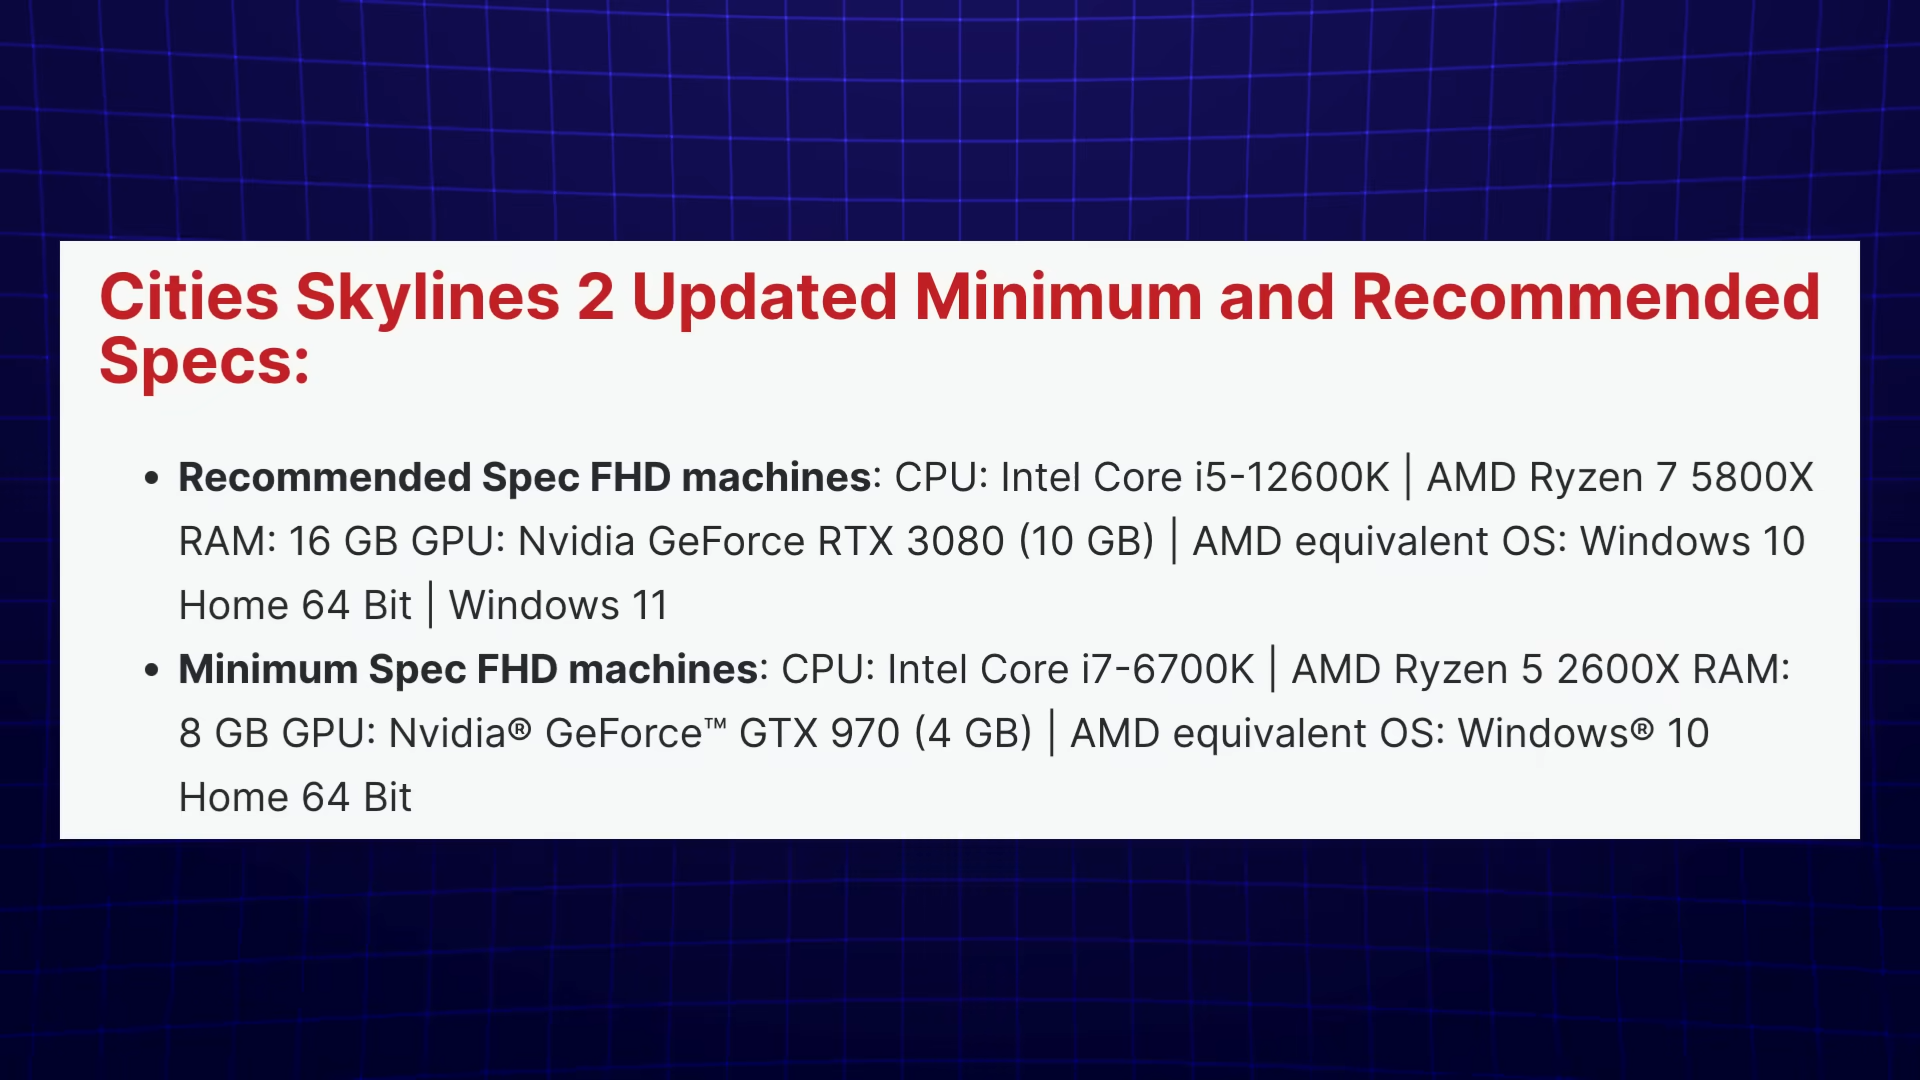 Cities Skylines 2 Updated Minimum and Recommended
Specs:
• Recommended Spec FHD machines: CPU: Intel Core i5-12600K | AMD Ryzen 7 5800X
RAM: 16 GB GPU: Nvidia GeForce RTX 3080 (10 GB) | AMD equivalent OS: Windows 10
Home 64 Bit | Windows 11
• Minimum Spec FHD machines: CPU: Intel Core i7-6700K | AMD Ryzen 5 2600X RAM:
8 GB GPU: Nvidia® GeForce™ GTX 970 (4 GB) | AMD equivalent OS: Windows® 10
Home 64 Bit